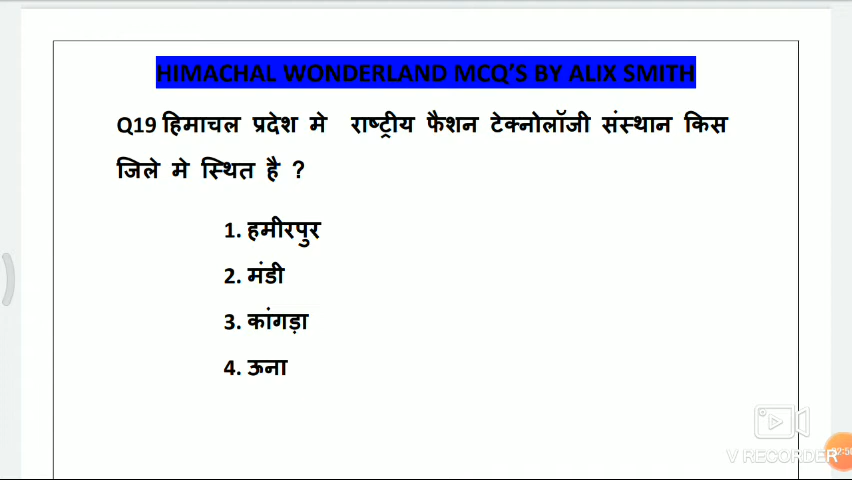 HIMACHAL WONDERLAND MCQ'S BY ALIX SMITH
Q19 हिमाचल प्रदेश मे राष्ट्रीय फैशन टेक्नोलॉजी संस्थान किस
जिले मे स्थित है ?
1. हमीरपुर
2. मंडी
3. कांगड़ा
4. ऊना
V RECORDER